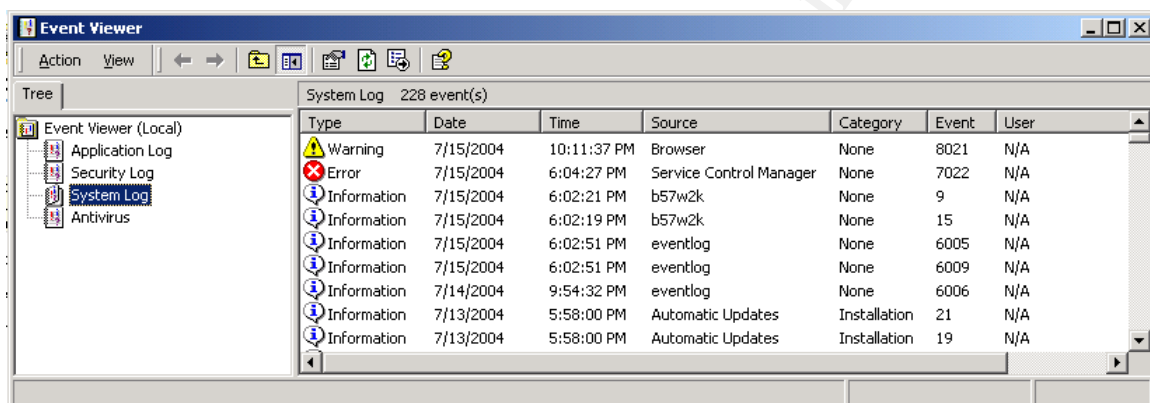 Event Viewer
Action View
Tree
System Log 228 event(s)
Event Viewer (Local)
Application Log
Security Log
System Log
Antivirus
Type Date Time Source Category Event User
Warning 7/15/2004 10:11:37 PM Browser None 8021 N/A
Error 7/15/2004 6:04:27 PM Service Control Manager None 7022 N/A
Information 7/15/2004 6:02:21 PM b57w2k None 9 N/A
Information 7/15/2004 6:02:19 PM b57w2k None 15 N/A
Information 7/15/2004 6:02:51 PM eventlog None 6005 N/A
Information 7/15/2004 6:02:51 PM eventlog None 6009 N/A
Information 7/14/2004 9:54:32 PM eventlog None 6006 N/A
Information 7/13/2004 5:58:00 PM Automatic Updates Installation 21 N/A
Information 7/13/2004 5:58:00 PM Automatic Updates Installation 19 N/A